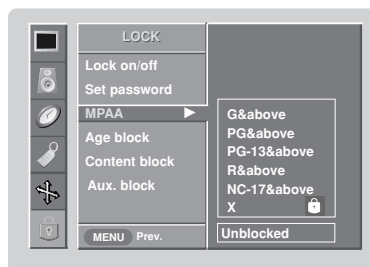 LOCK
Lock on/off
Set password
MPAA
Age block
Content block
Aux. block
MENU Prev.
G&above
PG&above
PG-13&above
R&above
NC-17&above
X
Unblocked